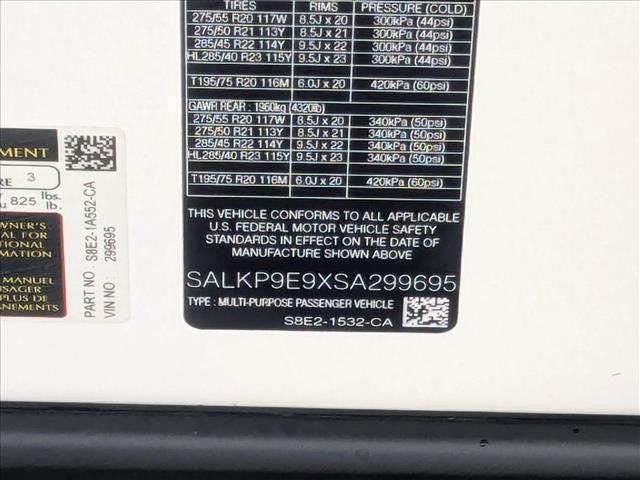 TIRES RIMS PRESSURE (COLD)
275/55 R20 117W 8.5J x 20 300kPa (44psi)
275/50 R21 113Y 8.5J x 21 300kPa (44psi)
285/45 R22 114Y 9.5J x 22 300kPa (44psi)
HL285/40 R23 115Y 9.5J x 23 300kPa (44psi)
T195/75 R20 116M 6.0J x 20 420kPa (60psi)
GAWR REAR : 1960kg (4320lb)
275/55 R20 117W 8.5J x 20 340kPa (50psi)
275/50 R21 113Y 8.5J x 21 340kPa (50psi)
285/45 R22 114Y 9.5J x 22 340kPa (50psi)
HL285/40 R23 115Y 9.5J x 23 340kPa (50psi)
T195/75 R20 116M 6.0J x 20 420kPa (60psi)
THIS VEHICLE CONFORMS TO ALL APPLICABLE
U.S. FEDERAL MOTOR VEHICLE SAFETY
STANDARDS IN EFFECT ON THE DATE OF
MANUFACTURE SHOWN ABOVE.
SALKP9E9XSA299695
TYPE : MULTI-PURPOSE PASSENGER VEHICLE
S8E2-1532-CA
EMENT
RE 3
lbs.
u 825 lb.
WNER'S
AL FOR
TIONAL
RMATION
MANUEL
USAGER
PLUS DE
IGNEMENTS
PART NO : S8E2-1A552-CA
VIN NO : 299695